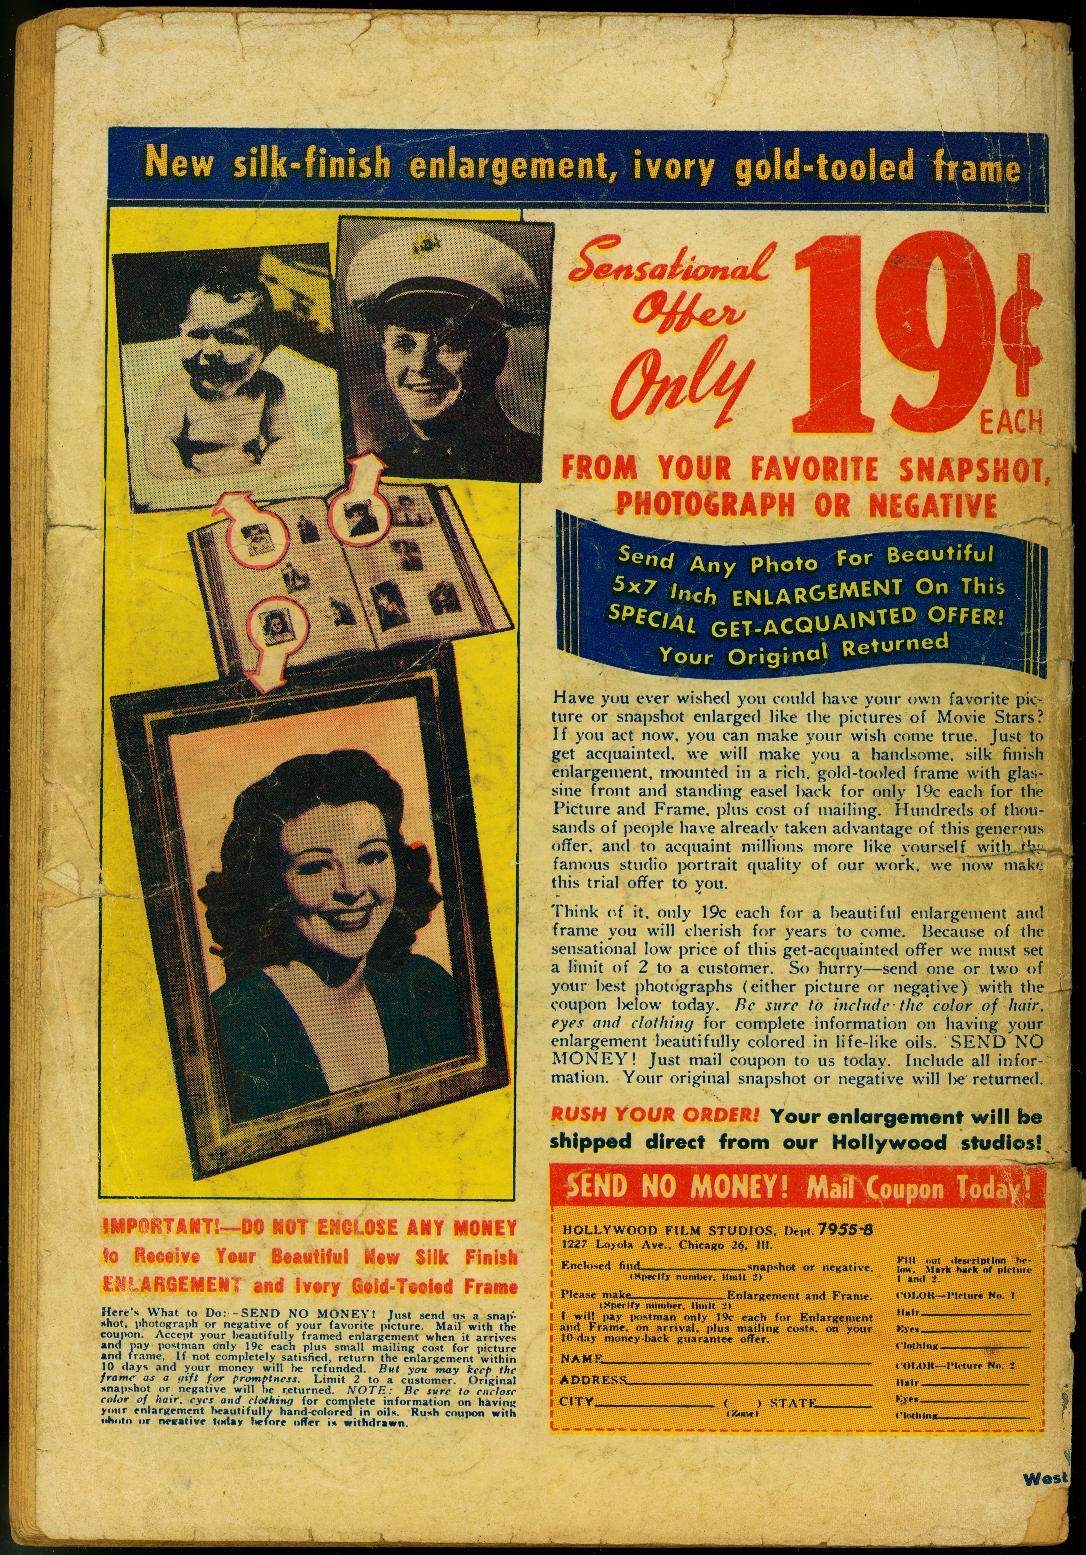 New silk-finish enlargement, ivory gold-tooled frame
Sensational
Offer
Only
19¢
EACH
FROM YOUR FAVORITE SNAPSHOT,
PHOTOGRAPH OR NEGATIVE
Send Any Photo For Beautiful
5x7 Inch ENLARGEMENT On This
SPECIAL GET-ACQUAINTED OFFER!
Your Original Returned
Have you ever wished you could have your own favorite pic-
ture or snapshot enlarged like the pictures of Movie Stars?
If you act now, you can make your wish come true. Just to
get acquainted, we will make you a handsome, silk finish
enlargement, mounted in a rich, gold-tooled frame with glas-
sine front and standing easel back for only 19c each for the
Picture and Frame, plus cost of mailing. Hundreds of thou-
sands of people have already taken advantage of this generous
offer, and to acquaint millions more like yourself with the
famous studio portrait quality of our work, we now make
this trial offer to you.
Think of it, only 19c each for a beautiful enlargement and
frame you will cherish for years to come. Because of the
sensational low price of this get-acquainted offer we must set
a limit of 2 to a customer. So hurry—send one or two of
your best photographs (either picture or negative) with the
coupon below today. Be sure to include the color of hair,
eyes and clothing for complete information on having your
enlargement beautifully colored in life-like oils. SEND NO
MONEY! Just mail coupon to us today. Include all infor-
mation. Your original snapshot or negative will be returned.
RUSH YOUR ORDER! Your enlargement will be
shipped direct from our Hollywood studios!
IMPORTANT!—DO NOT ENCLOSE ANY MONEY
to Receive Your Beautiful New Silk Finish
ENLARGEMENT and Ivory Gold-Tooled Frame
Here's What to Do:-SEND NO MONEY! Just send us a snap-
shot, photograph or negative of your favorite picture. Mail with the
coupon. Accept your beautifully framed enlargement when it arrives
and pay postman only 19c each plus small mailing cost for picture
and frame. If not completely satisfied, return the enlargement within
10 days and your money will be refunded. But you may keep the
frame as a gift for promptness. Limit 2 to a customer. Original
snapshot or negative will be returned. NOTE: Be sure to enclose
color of hair, eyes and clothing for complete information on having
your enlargement beautifully hand-colored in oils. Rush coupon with
photo or negative today before offer is withdrawn.
SEND NO MONEY! Mail Coupon Today!
HOLLYWOOD FILM STUDIOS, Dept. 7955-8
1227 Loyola Ave., Chicago 26, Ill.
Enclosed find snapshot or negative.
(Specify number, limit 2)
Please make Enlargement and Frame.
(Specify number, limit 2)
I will pay postman only 19c each for Enlargement
and Frame, on arrival, plus mailing costs, on your
10-day money-back guarantee offer.
NAME
ADDRESS
CITY ( ) STATE
(Zone)
Fill out description be-
low. Mark back of picture
1 and 2
COLOR—Picture No. 1
Hair
Eyes
Clothing
COLOR—Picture No. 2
Hair
Eyes
Clothing
West